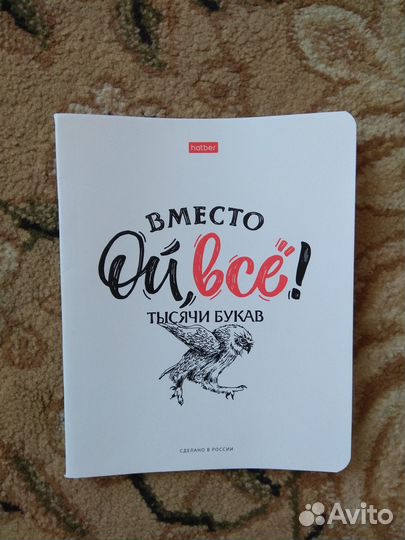 hatber
ВМЕСТО
Ой, всё!
ТЫСЯЧИ БУКАВ
СДЕЛАНО В РОССИИ
Avito